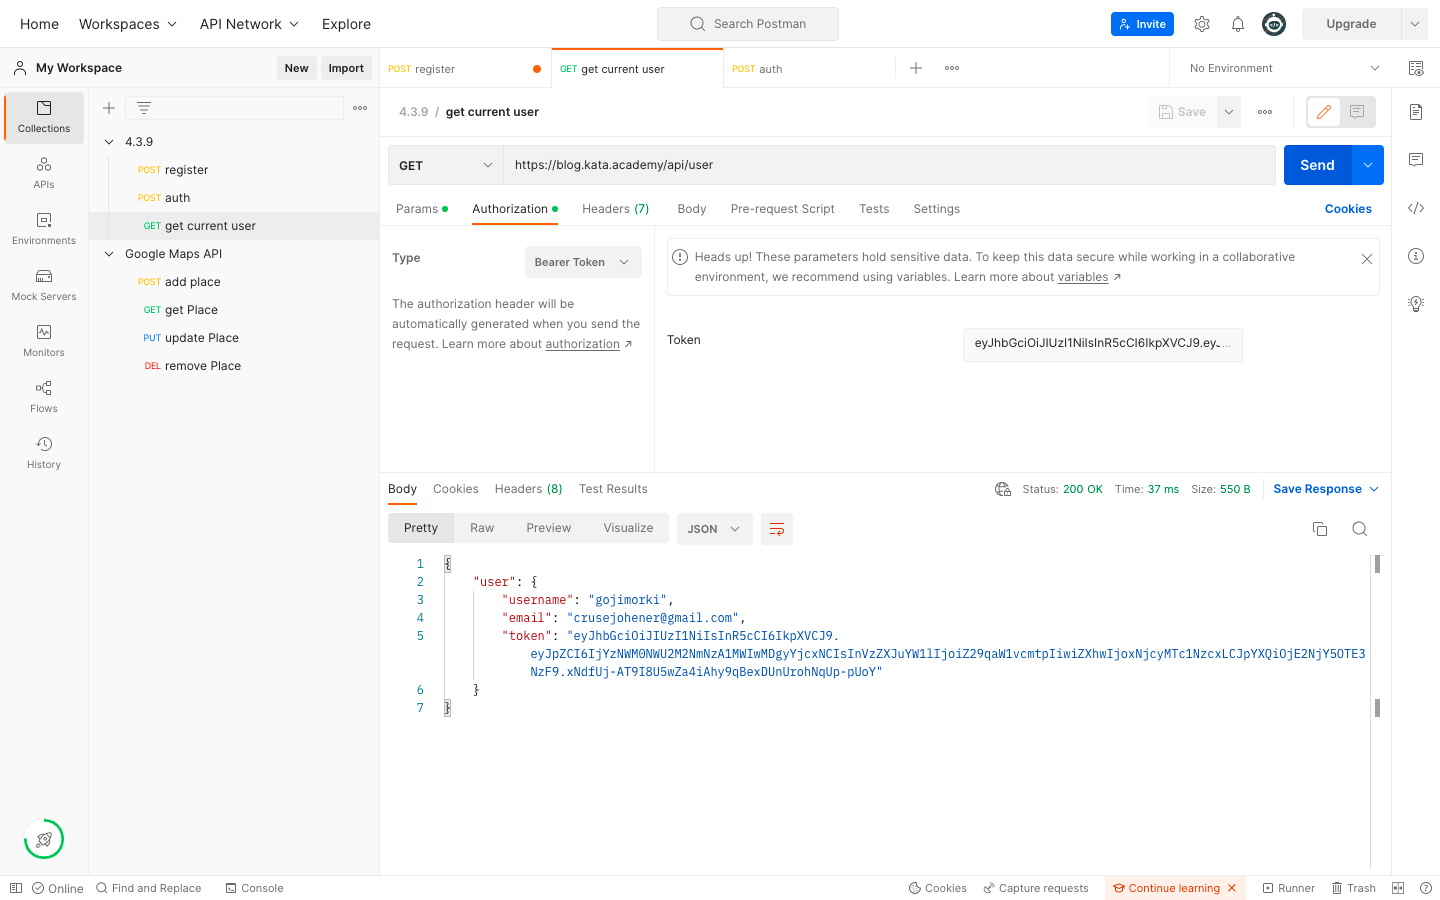 Home Workspaces API Network Explore Search Postman Invite Upgrade
My Workspace New Import
POST register GET get current user POST auth No Environment
Collections
APIs
Environments
Mock Servers
Monitors
Flows
History
4.3.9
POST register
POST auth
GET get current user
Google Maps API
POST add place
GET get Place
PUT update Place
DEL remove Place
4.3.9 / get current user Save
GET https://blog.kata.academy/api/user Send
Params Authorization Headers (7) Body Pre-request Script Tests Settings Cookies
Type Bearer Token
The authorization header will be
automatically generated when you send the
request. Learn more about authorization ↗
Heads up! These parameters hold sensitive data. To keep this data secure while working in a collaborative
environment, we recommend using variables. Learn more about variables ↗
Token eyJhbGciOiJIUzI1NiIsInR5cCI6IkpXVCJ9.eyJ...
Body Cookies Headers (8) Test Results Status: 200 OK Time: 37 ms Size: 550 B Save Response
Pretty Raw Preview Visualize JSON
1 {
2 "user": {
3 "username": "gojimorki",
4 "email": "crusejohener@gmail.com",
5 "token": "eyJhbGciOiJIUzI1NiIsInR5cCI6IkpXVCJ9.
eyJpZCI6IjYzNWM0NWU2M2NmNzA1MWIwMDgyYjcxNCIsInVzZXJuYW1lIjoiZ29qaW1vcmtpIiwiZXhwIjoxNjcyMTc1NzcxLCJpYXQiOjE2NjY5OTE3
NzF9.xNdfUj-AT9I8U5wZa4iAhy9qBexDUnUrohNqUp-pUoY"
6 }
7 }
Online Find and Replace Console Cookies Capture requests Continue learning Runner Trash